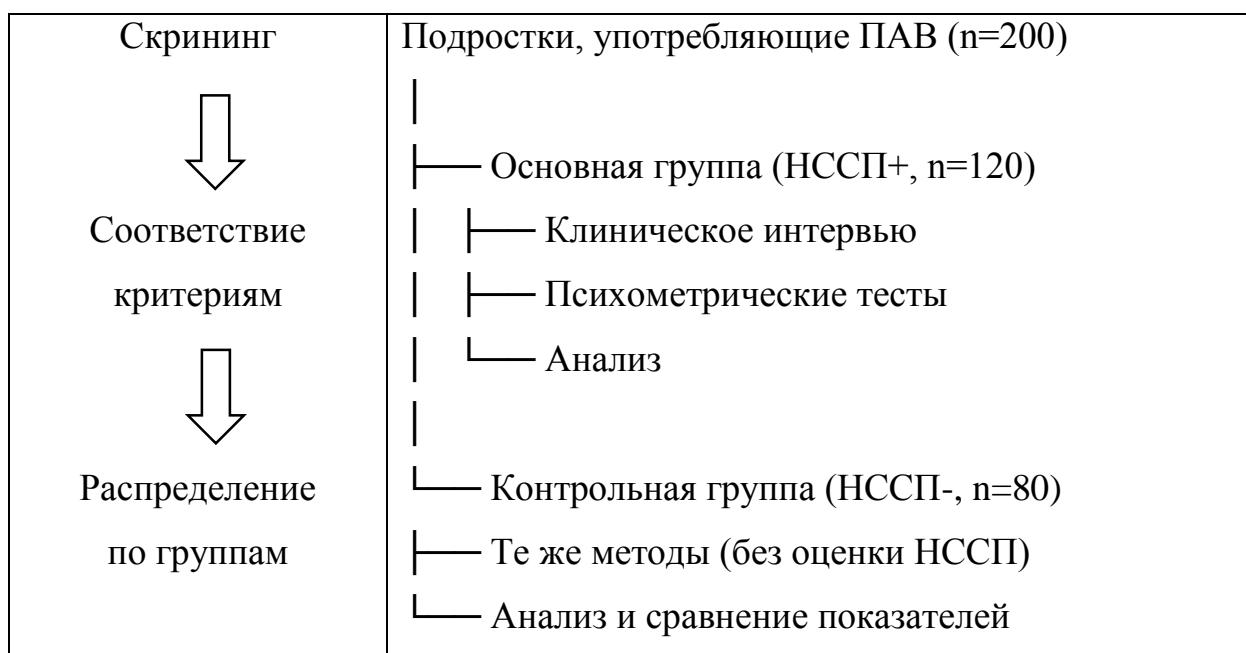 Скрининг
Соответствие
критериям
Распределение
по группам
Подростки, употребляющие ПАВ (n=200)
Основная группа (НССП+, n=120)
Клиническое интервью
Психометрические тесты
Анализ
Контрольная группа (НССП-, n=80)
Те же методы (без оценки НССП)
Анализ и сравнение показателей